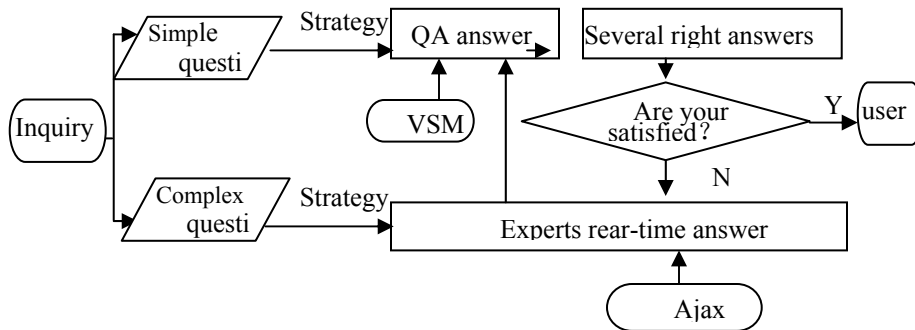 Simple
questi
Strategy
QA answer
Several right answers
Inquiry
VSM
Are your
satisfied?
Y
user
N
Complex
questi
Strategy
Experts rear-time answer
Ajax